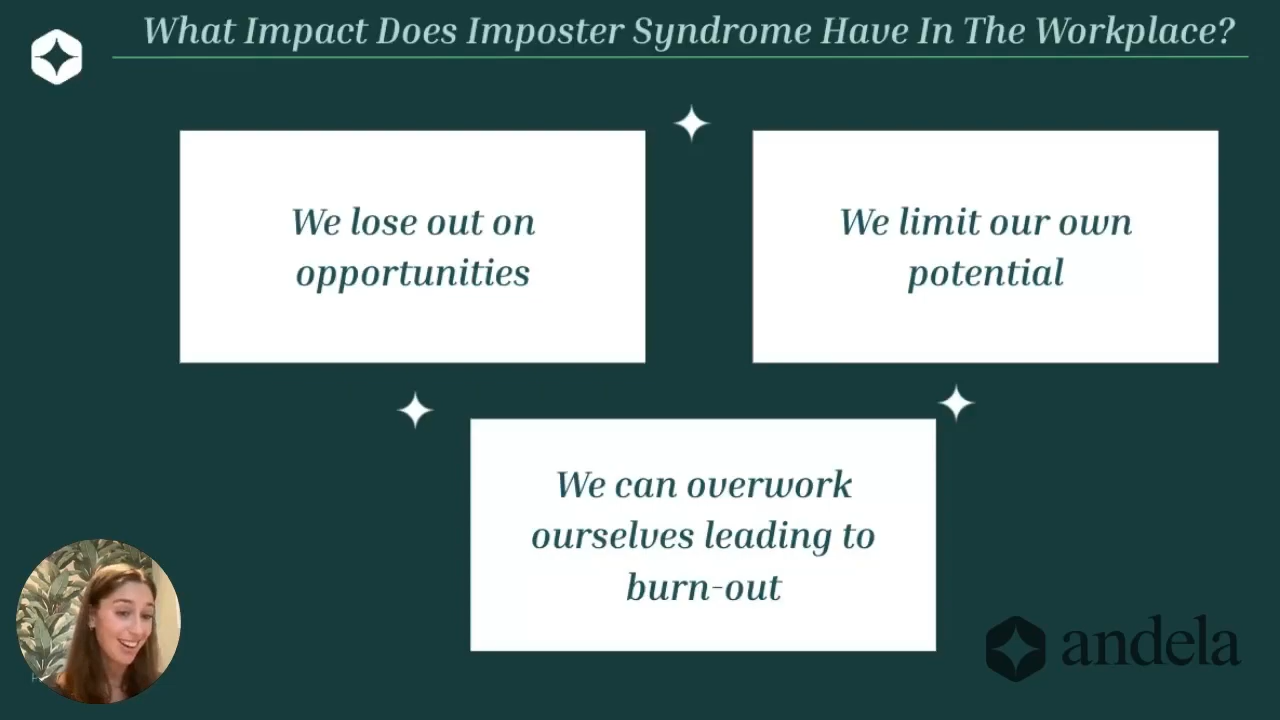 What Impact Does Imposter Syndrome Have In The Workplace?
We lose out on
opportunities
We limit our own
potential
We can overwork
ourselves leading to
burn-out
andela